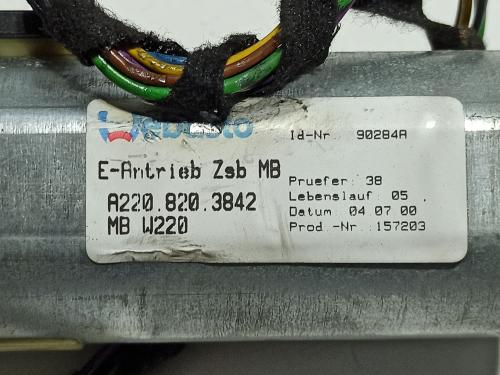 Webasto
Id-Nr. 90284A
E-Antrieb Zsb MB
A220.820.3842
MB W220
Pruefer: 38
Lebenslauf: 05
Datum: 04.07.00
Prod.-Nr.:157203